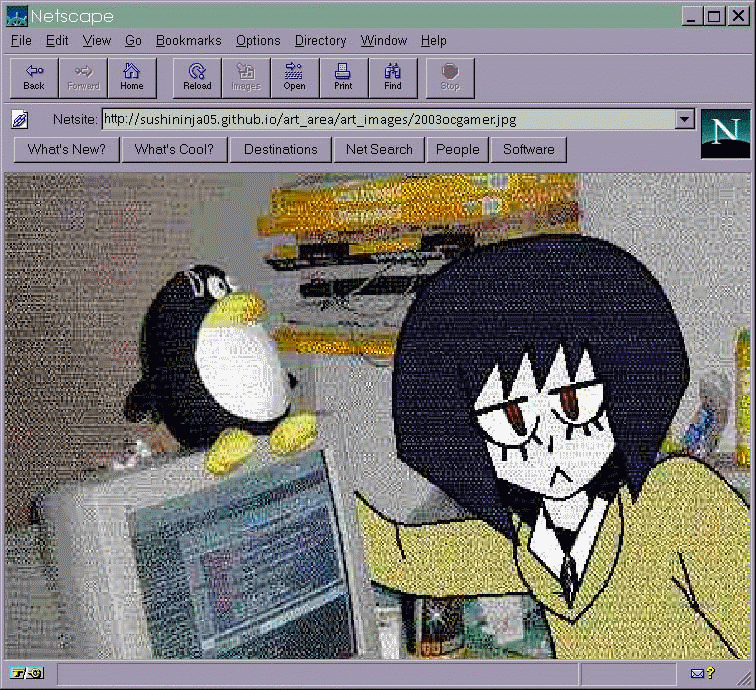 Netscape
File Edit View Go Bookmarks Options Directory Window Help
Back Forward Home Reload Images Open Print Find Stop
Netsite: http://sushininja05.github.io/art_area/art_images/2003ocgamer.jpg
N
What's New? What's Cool? Destinations Net Search People Software
?